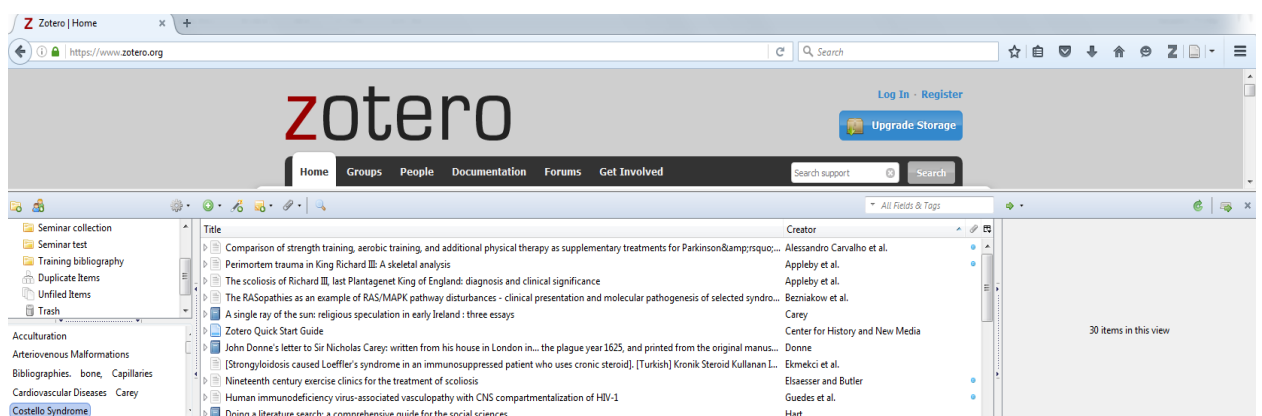 Zotero | Home
https://www.zotero.org
Search
zotero
Log In · Register
Upgrade Storage
Home Groups People Documentation Forums Get Involved
Search support
Search
All Fields & Tags
Seminar collection
Seminar test
Training bibliography
Duplicate Items
Unfiled Items
Trash
Acculturation
Arteriovenous Malformations
Bibliographies. bone, Capillaries
Cardiovascular Diseases Carey
Costello Syndrome
Title Creator
Comparison of strength training, aerobic training, and additional physical therapy as supplementary treatments for Parkinson&amp;rsquo;... Alessandro Carvalho et al.
Perimortem trauma in King Richard III: A skeletal analysis Appleby et al.
The scoliosis of Richard III, last Plantagenet King of England: diagnosis and clinical significance Appleby et al.
The RASopathies as an example of RAS/MAPK pathway disturbances - clinical presentation and molecular pathogenesis of selected syndro... Bezniakow et al.
A single ray of the sun: religious speculation in early Ireland : three essays Carey
Zotero Quick Start Guide Center for History and New Media
John Donne's letter to Sir Nicholas Carey: written from his house in London in... the plague year 1625, and printed from the original manus... Donne
[Strongyloidosis caused Loeffler's syndrome in an immunosuppressed patient who uses cronic steroid]. [Turkish] Kronik Steroid Kullanan I... Ekmekci et al.
Nineteenth century exercise clinics for the treatment of scoliosis Elsaesser and Butler
Human immunodeficiency virus-associated vasculopathy with CNS compartmentalization of HIV-1 Guedes et al.
Doing a literature search: a comprehensive guide for the social sciences Hart
30 items in this view